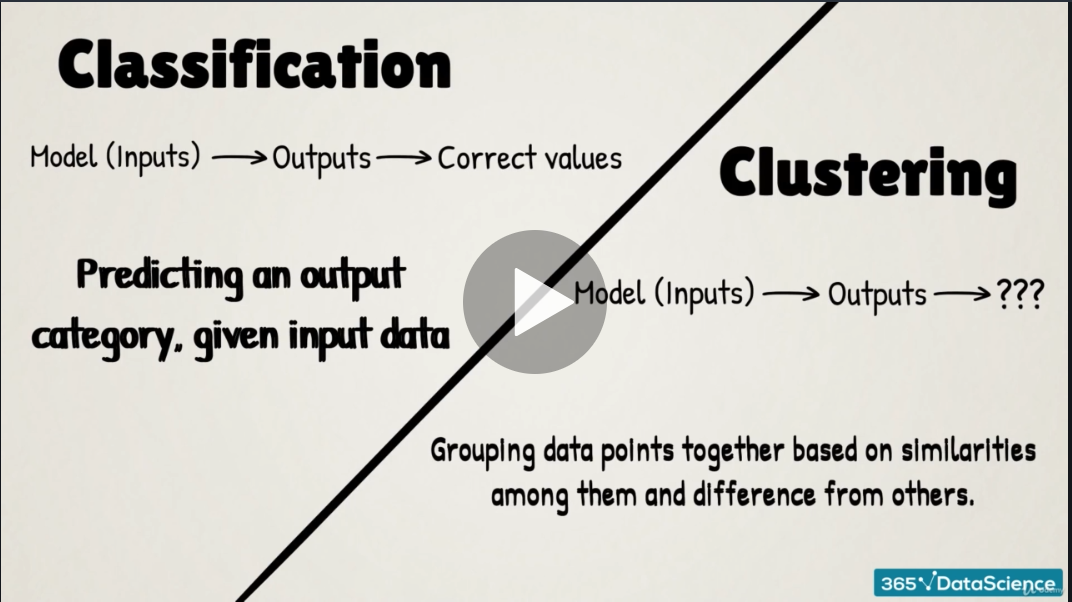 Classification
Model (Inputs) → Outputs → Correct values
Predicting an output
category, given input data
Clustering
Model (Inputs) → Outputs → ???
Grouping data points together based on similarities
among them and difference from others.
365 DataScience